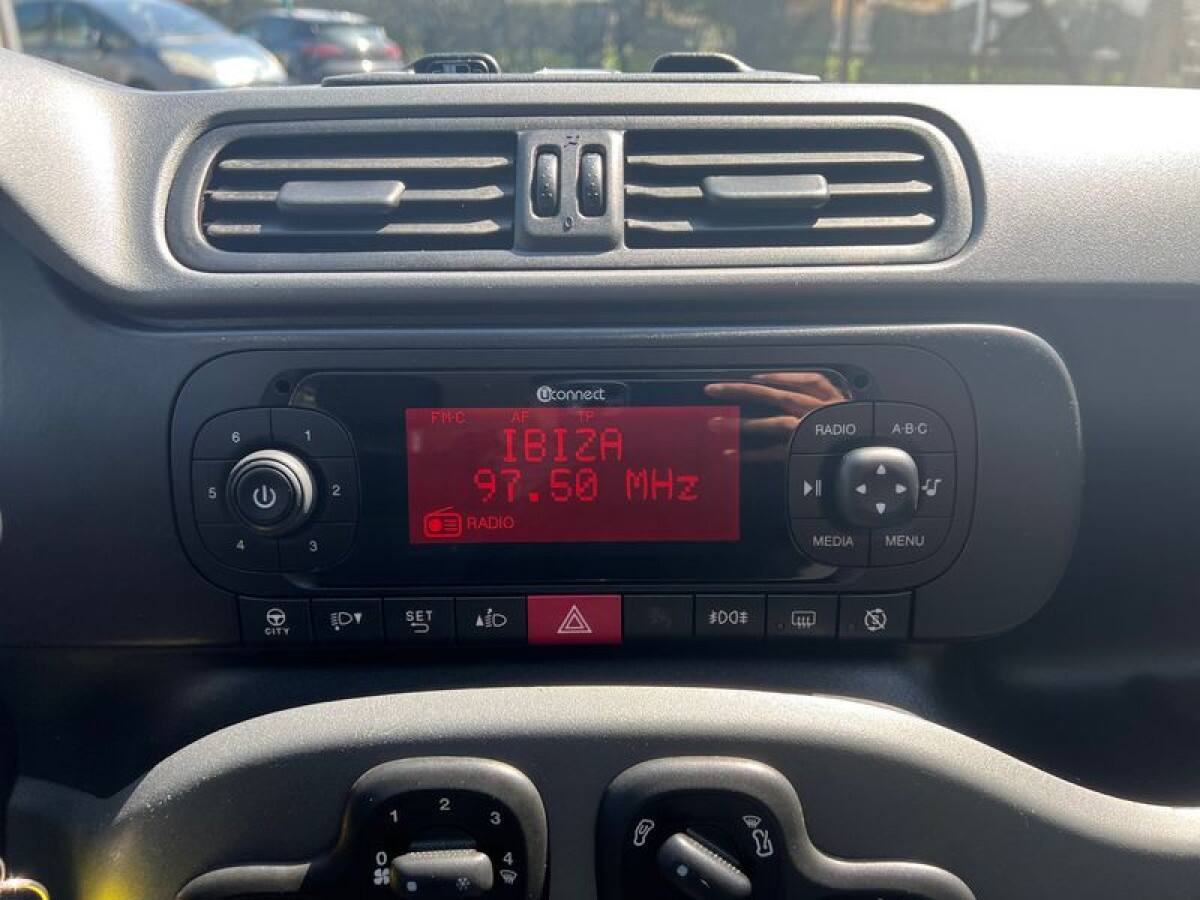 Uconnect
FM-C AF TP
IBIZA
97.50 MHz
RADIO
6 1
5 2
4 3
RADIO A·B·C
MEDIA MENU
CITY
SET
0 1 2 3 4
0